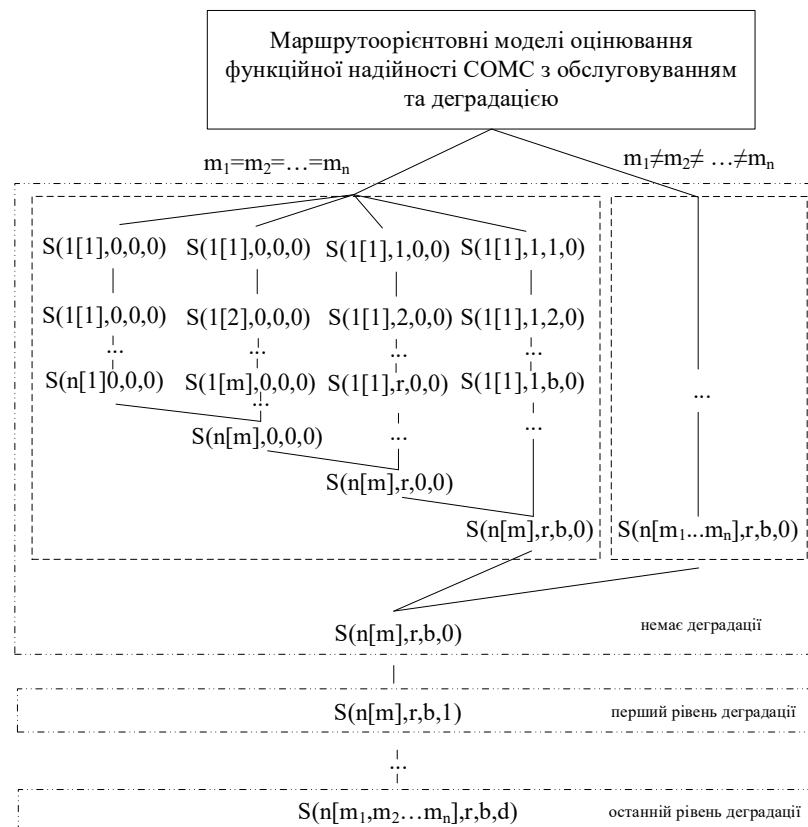 Маршрутоорієнтовні моделі оцінювання
функційної надійності СОМС з обслуговуванням
та деградацією
m₁=m₂=…=mₙ
m₁≠m₂≠ …≠mₙ
S(1[1],0,0,0) S(1[1],0,0,0) S(1[1],1,0,0) S(1[1],1,1,0)
S(1[1],0,0,0) S(1[2],0,0,0) S(1[1],2,0,0) S(1[1],1,2,0)
... ... ... ...
S(n[1]0,0,0) S(1[m],0,0,0) S(1[1],r,0,0) S(1[1],1,b,0)
...
...
...
...
S(n[m],0,0,0)
S(n[m],r,0,0)
S(n[m],r,b,0) S(n[m₁...mₙ],r,b,0)
S(n[m],r,b,0) немає деградації
S(n[m],r,b,1) перший рівень деградації
...
S(n[m₁,m₂…mₙ],r,b,d) останній рівень деградації